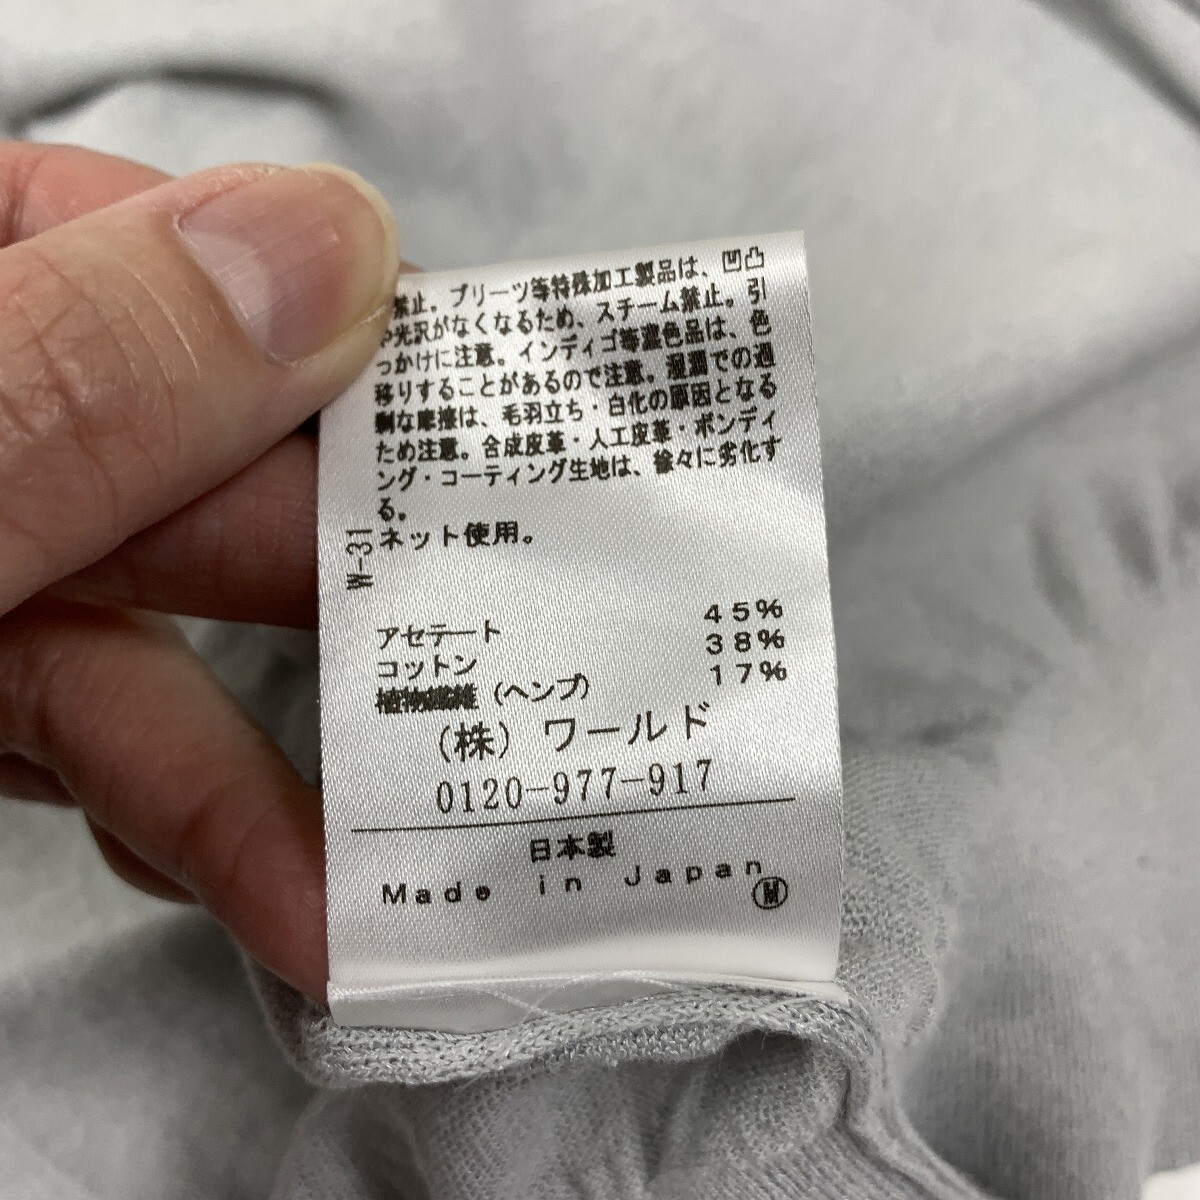 禁止。プリーツ等特殊加工製品は、凹凸
や光沢がなくなるため、スチーム禁止。引
っかけに注意。インディゴ等濃色品は、色
移りすることがあるので注意。湿潤での過
剰な摩擦は、毛羽立ち・白化の原因となる
ため注意。合成皮革・人工皮革・ボンディ
ング・コーティング生地は、徐々に劣化す
る。
ネット使用。
W-31
アセテート 45%
コットン 38%
植物繊維(ヘンプ) 17%
(株)ワールド
0120-977-917
日本製
Made in Japan
M